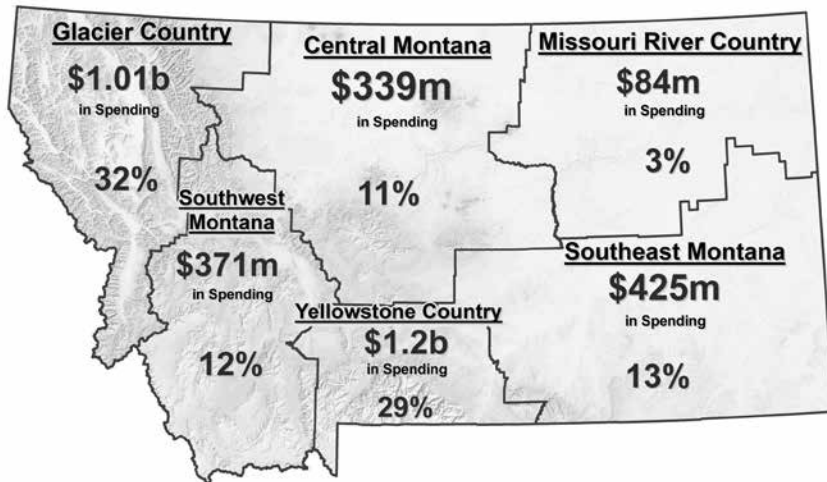 Glacier Country
$1.01b
in Spending
32%
Central Montana
$339m
in Spending
11%
Missouri River Country
$84m
in Spending
3%
Southwest
Montana
$371m
in Spending
12%
Yellowstone Country
$1.2b
in Spending
29%
Southeast Montana
$425m
in Spending
13%